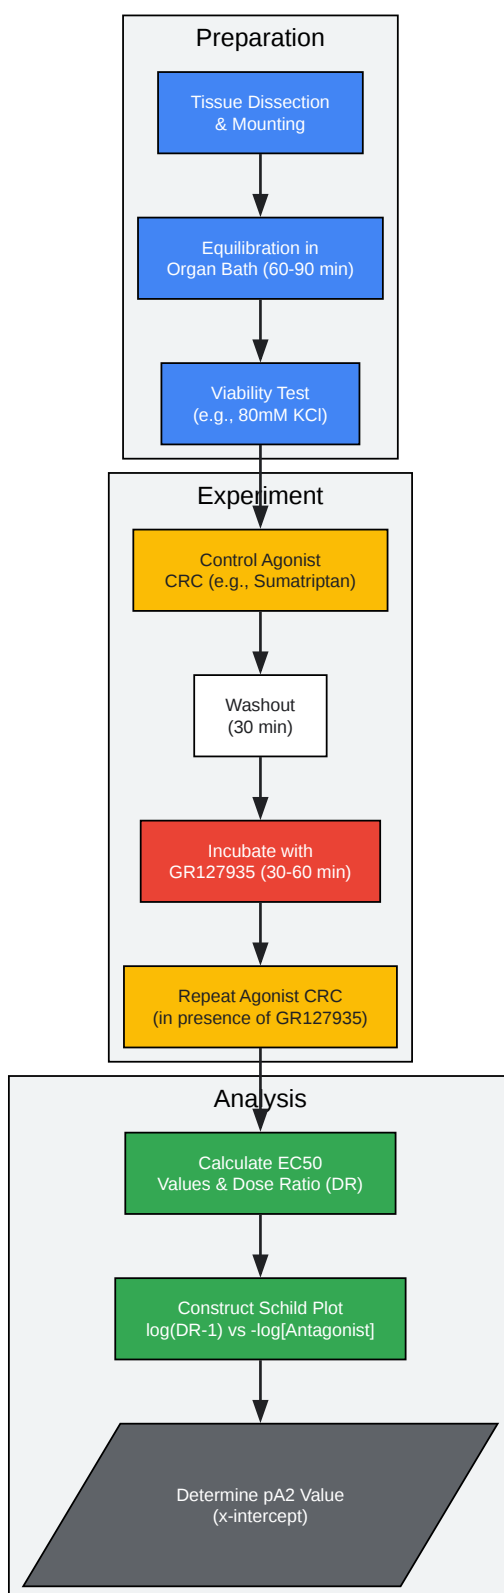 Preparation
Tissue Dissection
& Mounting
Equilibration in
Organ Bath (60-90 min)
Viability Test
(e.g., 80mM KCl)
Experiment
Control Agonist
CRC (e.g., Sumatriptan)
Washout
(30 min)
Incubate with
GR127935 (30-60 min)
Repeat Agonist CRC
(in presence of GR127935)
Analysis
Calculate EC50
Values & Dose Ratio (DR)
Construct Schild Plot
log(DR-1) vs -log[Antagonist]
Determine pA2 Value
(x-intercept)